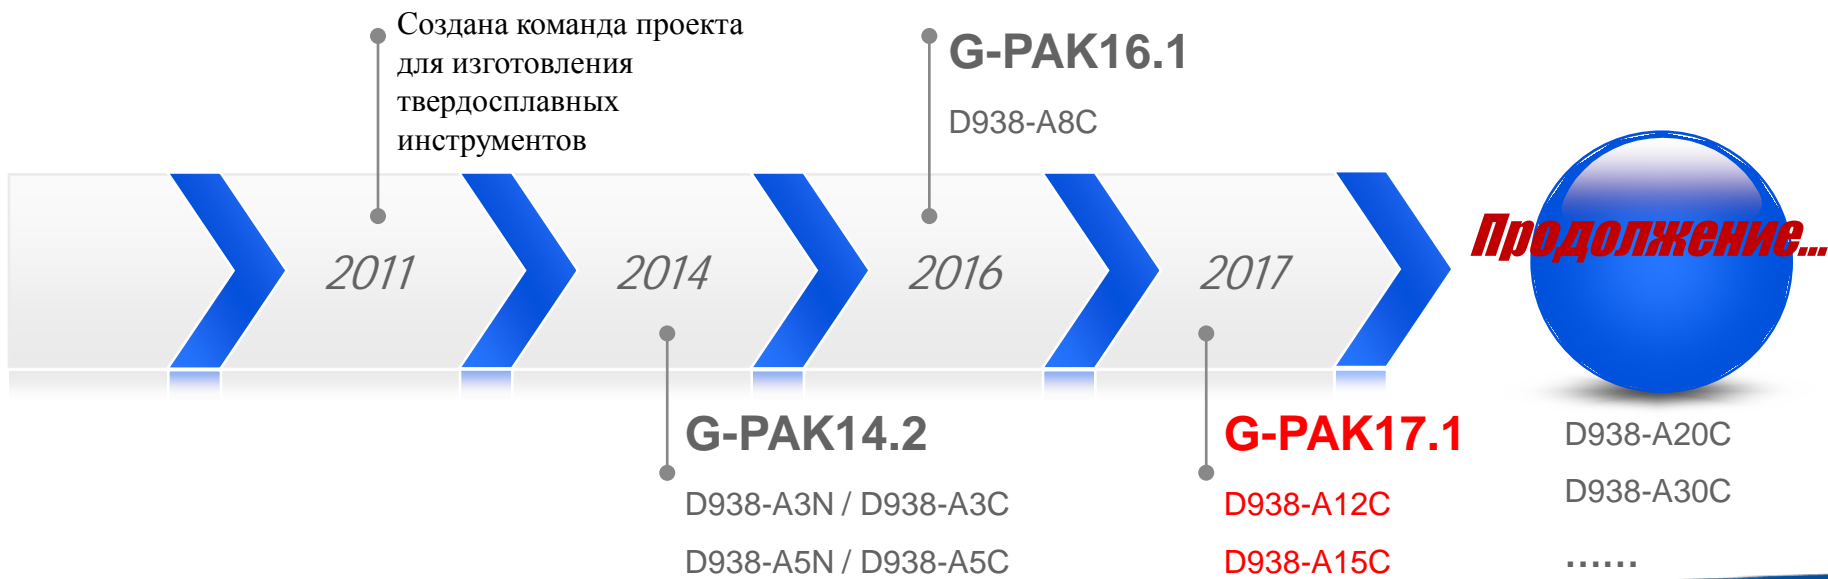 Создана команда проекта
для изготовления
твердосплавных
инструментов
G-PAK16.1
D938-A8C
2011
2014
2016
2017
Продолжение...
G-PAK14.2
D938-A3N / D938-A3C
D938-A5N / D938-A5C
G-PAK17.1
D938-A12C
D938-A15C
D938-A20C
D938-A30C
......